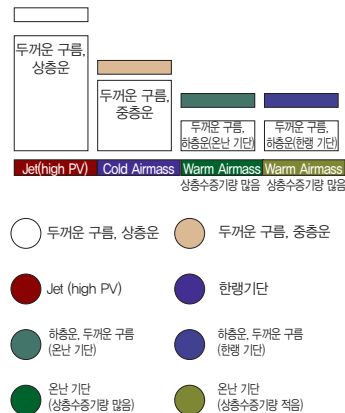 두꺼운 구름,
상층운
두꺼운 구름,
중층운
두꺼운 구름,
하층운(온난 기단)
두꺼운 구름,
하층운(한랭 기단)
Jet(high PV) Cold Airmass Warm Airmass Warm Airmass
상층수증기량 많음 상층수증기량 많음
두꺼운 구름, 상층운 두꺼운 구름, 중층운
Jet (high PV) 한랭기단
하층운, 두꺼운 구름
(온난 기단)
하층운, 두꺼운 구름
(한랭 기단)
온난 기단
(상층수증기량 많음)
온난 기단
(상층수증기량 적음)